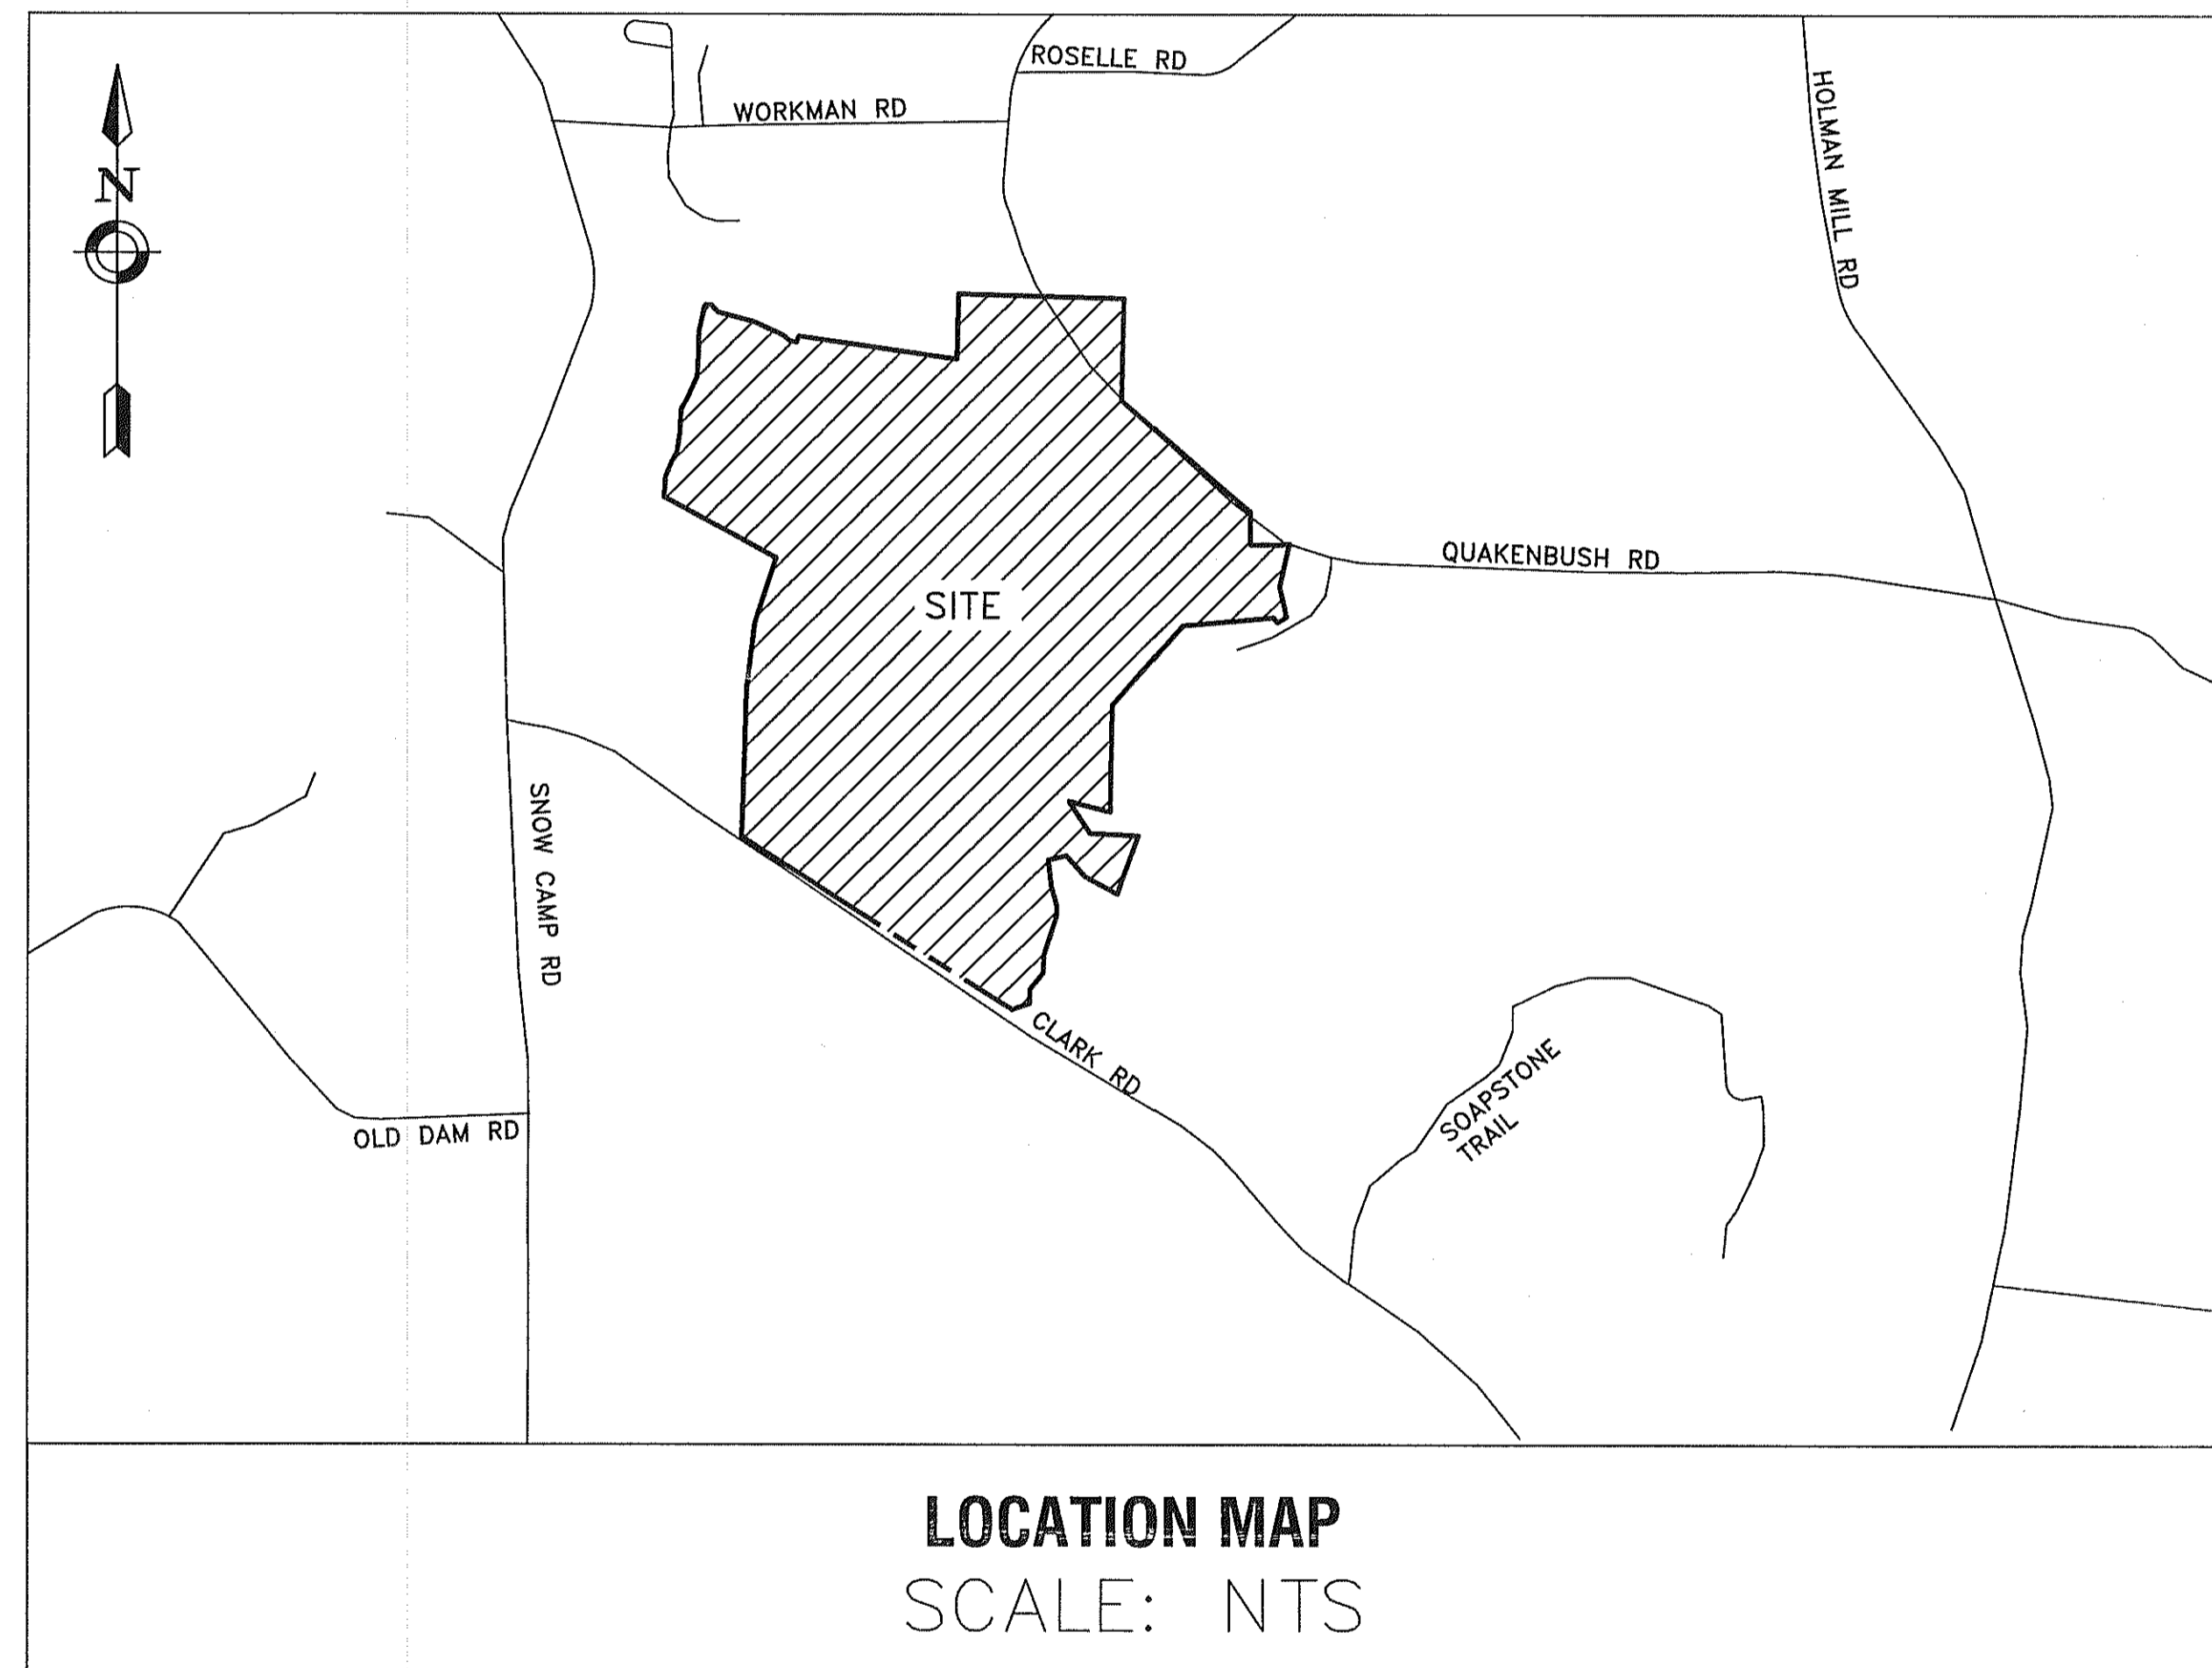 ROSELLE RD
WORKMAN RD
HOLMAN MILL RD
N
QUAKENBUSH RD
SITE
SNOW CAMP RD
CLARK RD
SOAPSTONE
TRAIL
OLD DAM RD
LOCATION MAP
SCALE: NTS